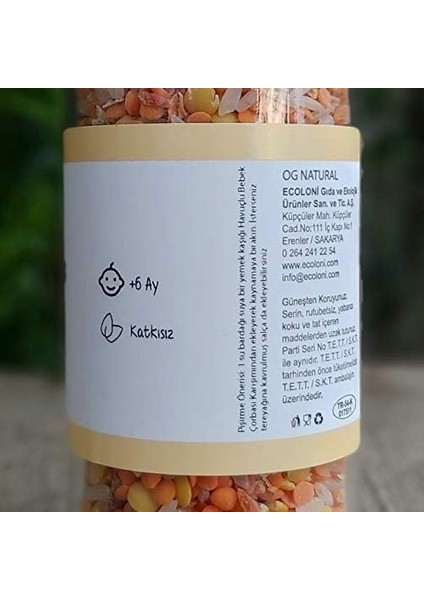 +6 Ay
Katkısız
Pişirme Önerisi: 1 su bardağı suya bir yemek kaşığı Havuçlu Bebek
Çorbası Karışımından ekleyerek kaynamaya bırakın. İsterseniz
tereyağına kavrulmuş salça da ekleyebilirsiniz
OG NATURAL
ECOLONİ Gıda ve Ekolojik
Ürünler San. ve Tic. A.Ş.
Küpçüler Mah. Küpçüler
Cad.No:111 İç Kapı No:1
Erenler / SAKARYA
0 264 241 22 54
www.ecoloni.com
ecoloni.com
Güneşten Koruyunuz.
Serin, rutubetsiz, yabancı
koku ve tat içeren
maddelerden uzak tutunuz.
Parti Seri No T.E.T.T. / S.K.T.
ile aynıdır. T.E.T.T. / S.K.T.
tarihinden önce tüketilmelidir.
T.E.T.T. / S.K.T. ambalajın
üzerindedir.
TR-54-K